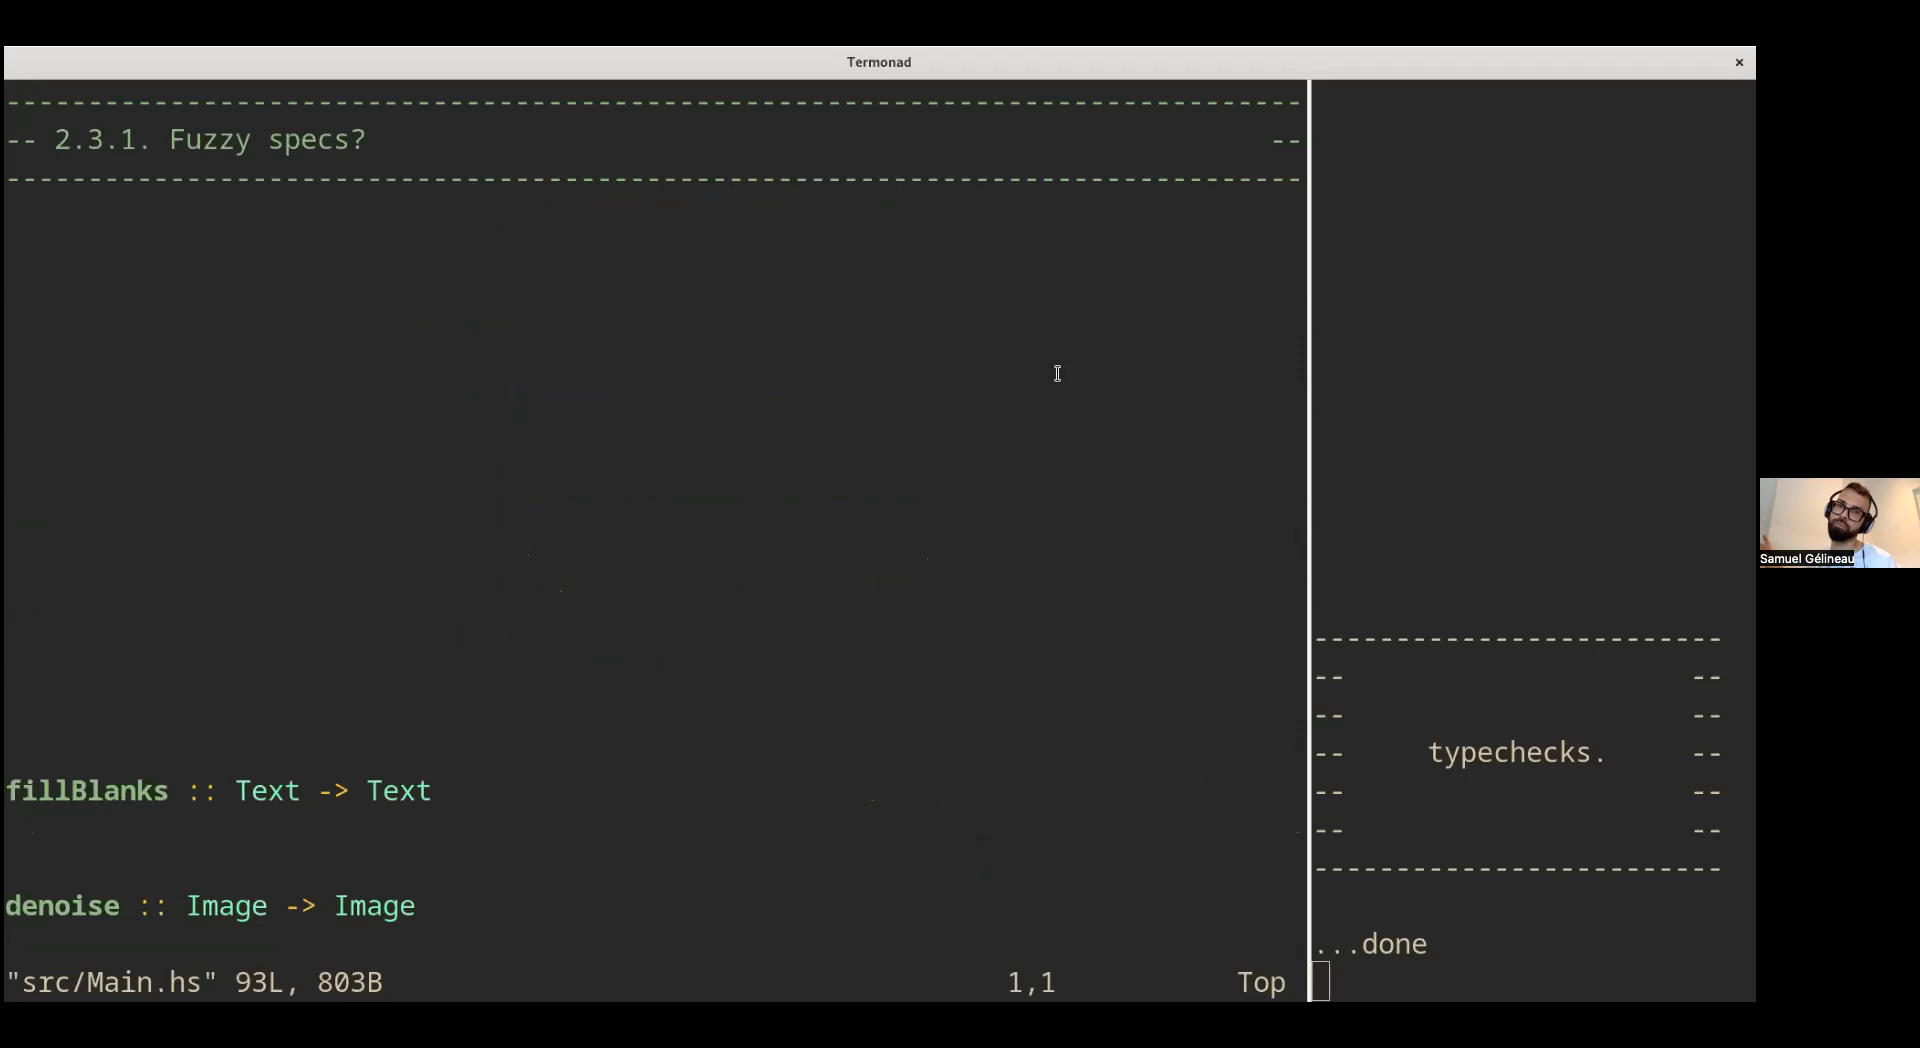 Termonad ×
-------------------------------------------------------------------------------
-- 2.3.1. Fuzzy specs? --
-------------------------------------------------------------------------------
fillBlanks :: Text -> Text
denoise :: Image -> Image
"src/Main.hs" 93L, 803B 1,1 Top
-------------------------
-- --
-- --
-- typechecks. --
-- --
-- --
-------------------------
...done
Samuel Gélineau